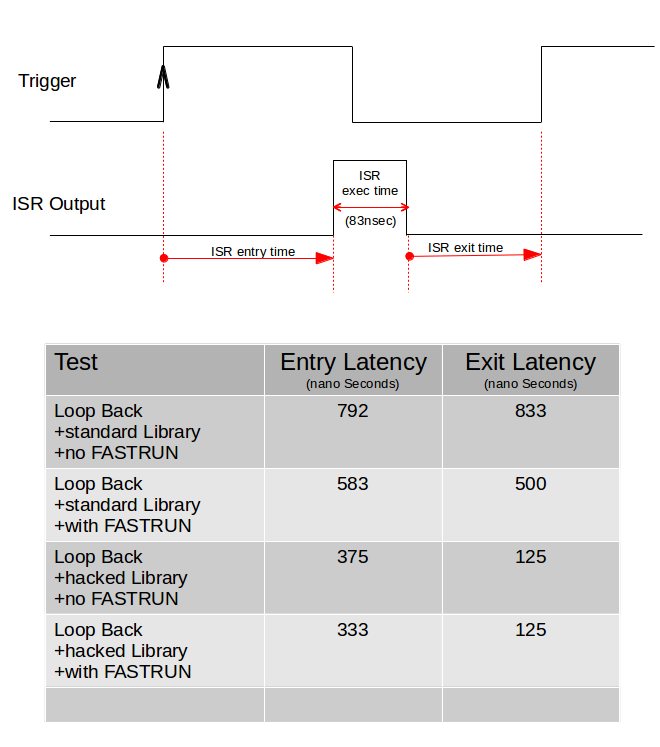 Trigger
ISR Output
ISR
exec time
(83nsec)
ISR entry time
ISR exit time
Test Entry Latency Exit Latency
(nano Seconds) (nano Seconds)
Loop Back 792 833
+standard Library
+no FASTRUN
Loop Back 583 500
+standard Library
+with FASTRUN
Loop Back 375 125
+hacked Library
+no FASTRUN
Loop Back 333 125
+hacked Library
+with FASTRUN